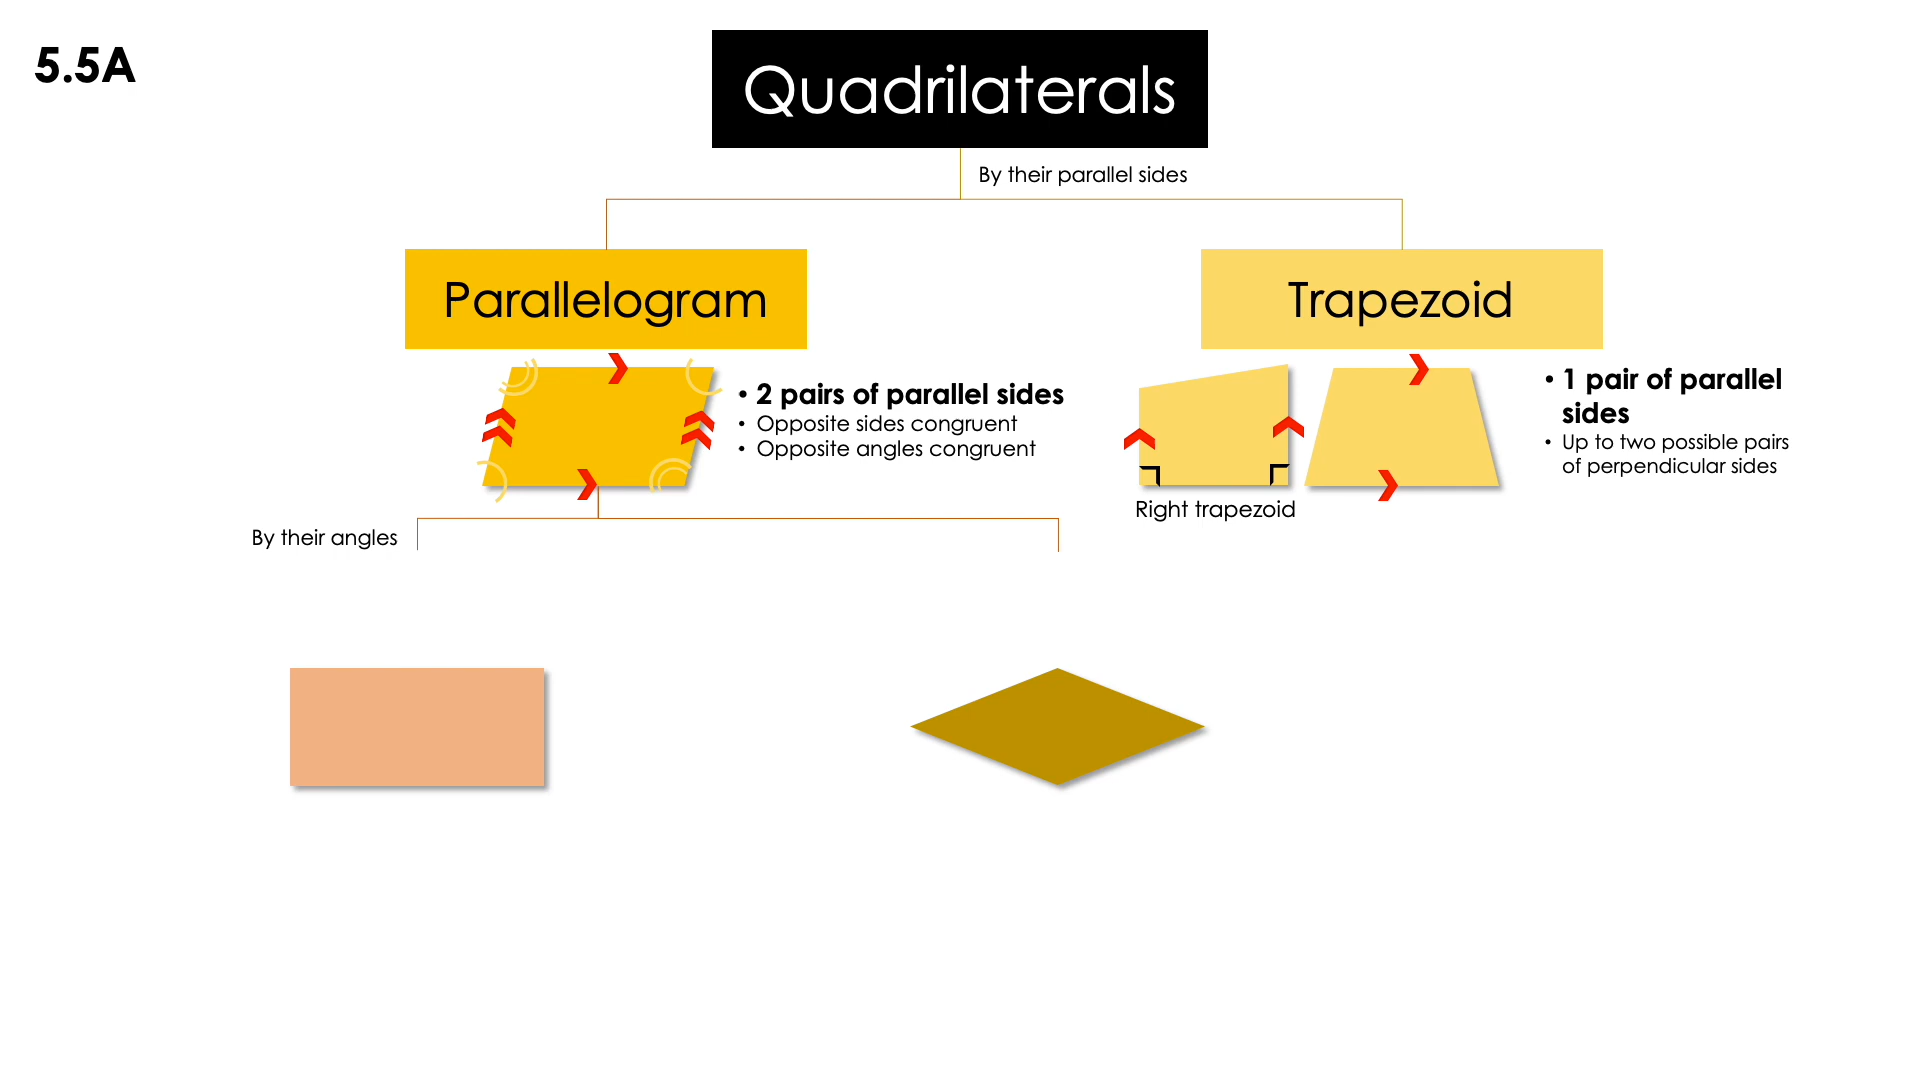 5.5A
Quadrilaterals
By their parallel sides
Parallelogram
Trapezoid
• 2 pairs of parallel sides
• Opposite sides congruent
• Opposite angles congruent
• 1 pair of parallel
sides
• Up to two possible pairs
of perpendicular sides
Right trapezoid
By their angles